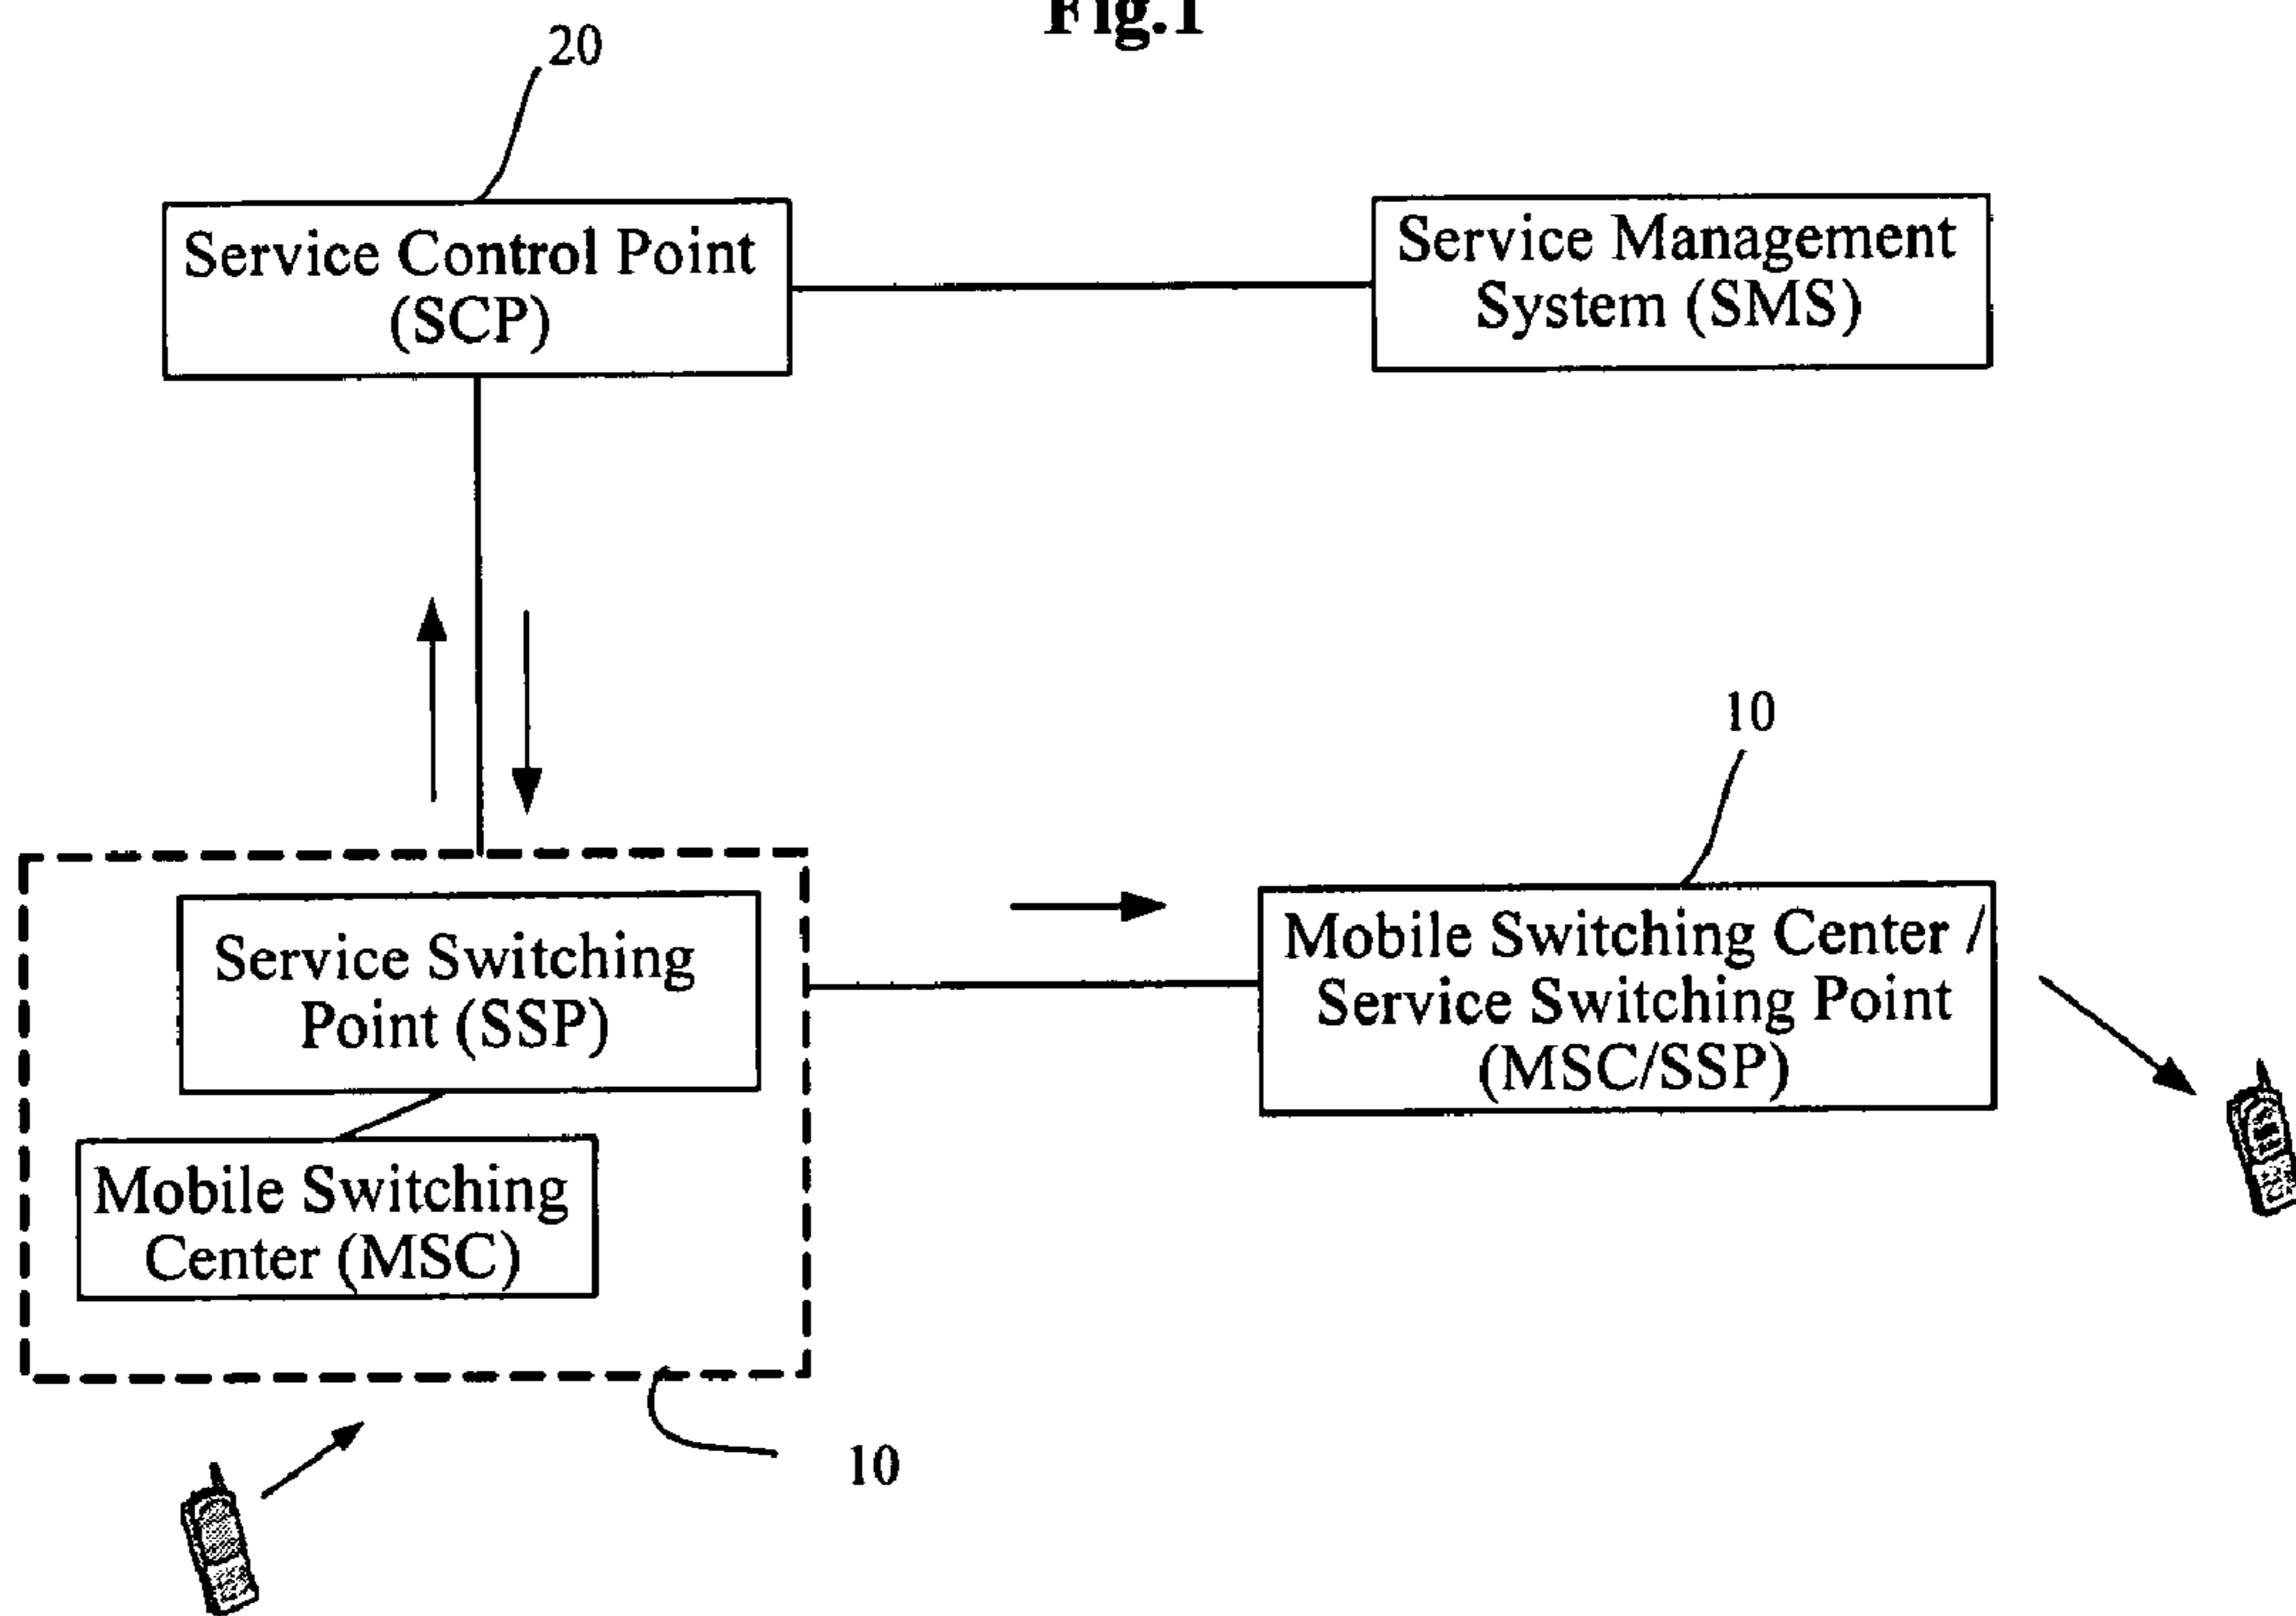 Fig.1
20
Service Control Point
(SCP)
Service Management
System (SMS)
10
Service Switching
Point (SSP)
Mobile Switching Center /
Service Switching Point
(MSC/SSP)
Mobile Switching
Center (MSC)
10